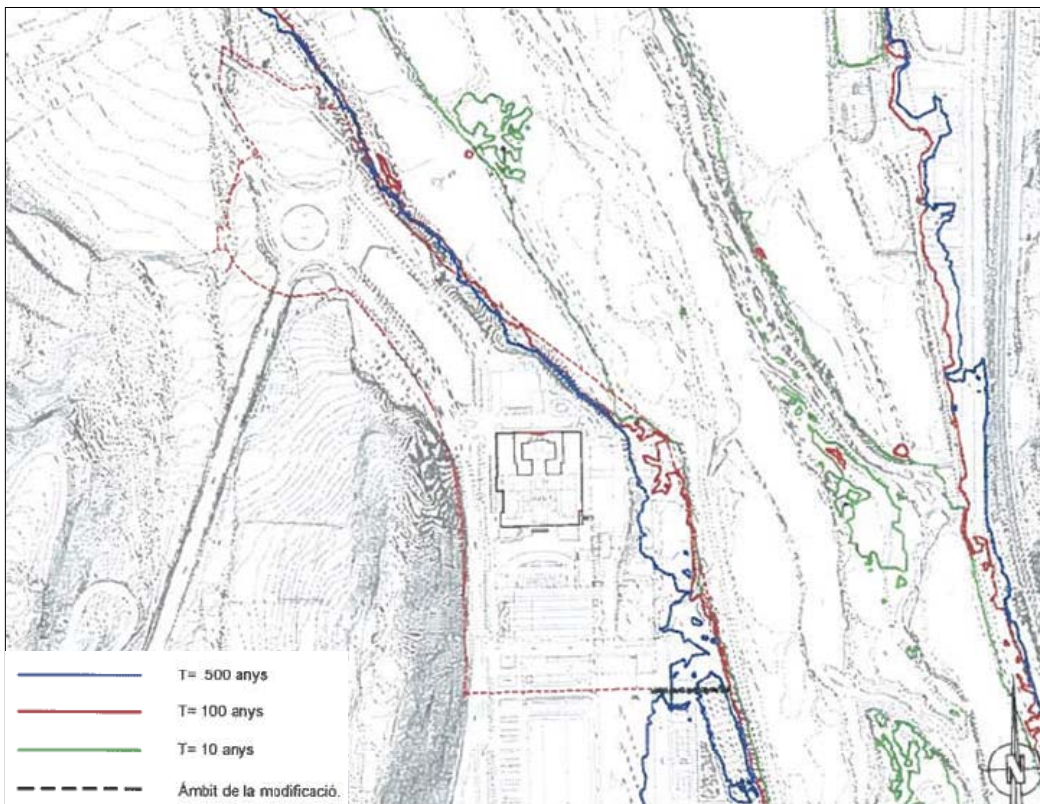 T= 500 anys
T= 100 anys
T= 10 anys
Àmbit de la modificació.
N